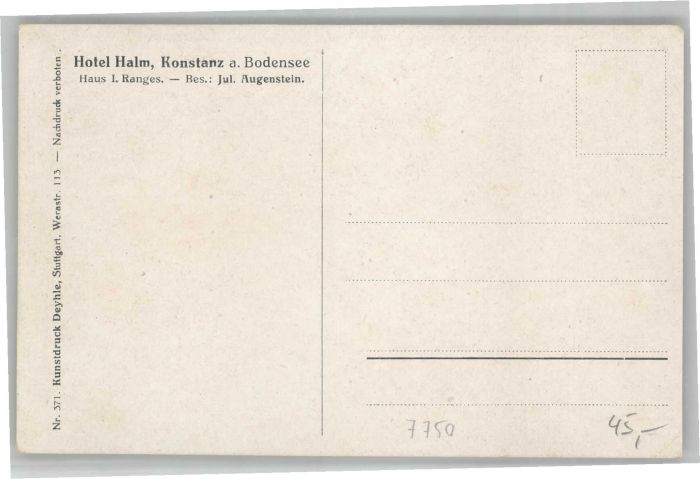 Hotel Halm, Konstanz a. Bodensee
Haus I. Ranges. — Bes.: Jul. Augenstein.
Nr. 371. Kunstdruck Deyhle, Stuttgart. Werastr. 113 — Nachdruck verboten.
7750
45,–